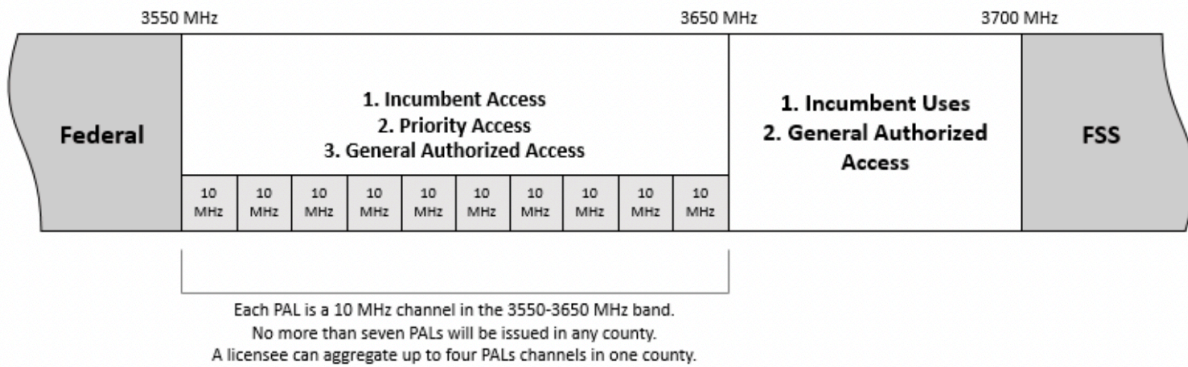 3550 MHz
3650 MHz
3700 MHz
Federal
1. Incumbent Access
2. Priority Access
3. General Authorized Access
1. Incumbent Uses
2. General Authorized
Access
FSS
10 10 10 10 10 10 10 10 10 10
MHz MHz MHz MHz MHz MHz MHz MHz MHz MHz
Each PAL is a 10 MHz channel in the 3550-3650 MHz band.
No more than seven PALs will be issued in any county.
A licensee can aggregate up to four PALs channels in one county.